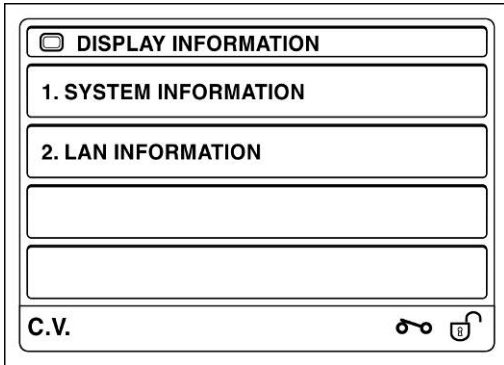 DISPLAY INFORMATION
1. SYSTEM INFORMATION
2. LAN INFORMATION
C.V.